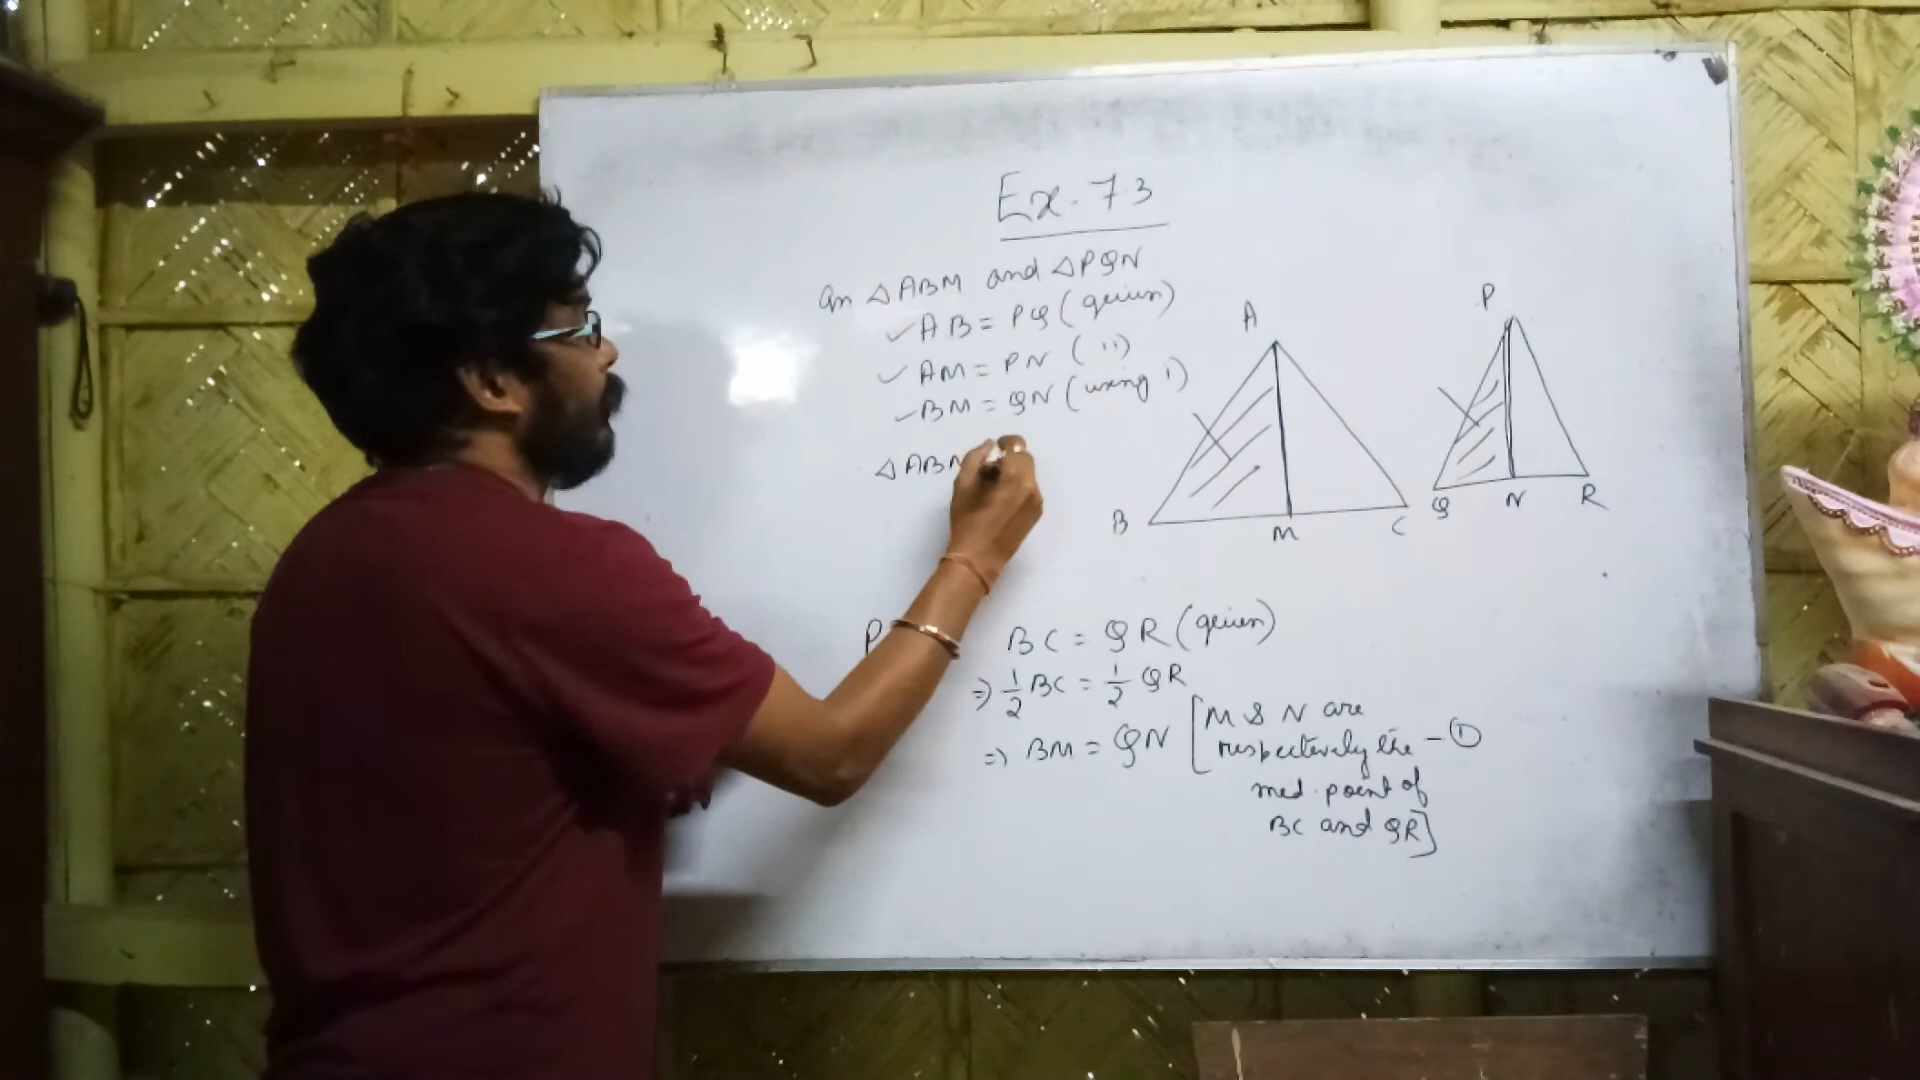 Ex. 7.3
In △ABM and △PQN
✓AB = PQ (given)
✓AM = PN ( 11 )
✓BM = QN (using 1)
△ABM
A
B
M
C
P
Q
N
R
P
BC = QR (given)
⇒ 1/2 BC = 1/2 QR
⇒ BM = QN [M & N are
respectively the - ①
mid-point of
BC and QR]